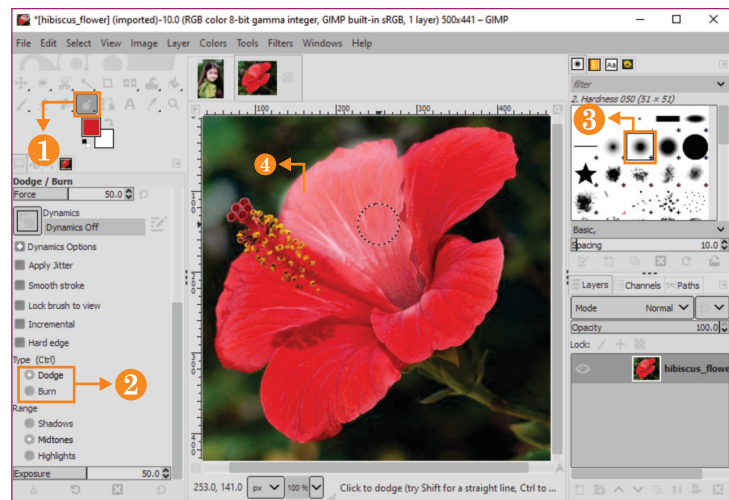 *[hibiscus_flower] (imported)-10.0 (RGB color 8-bit gamma integer, GIMP built-in sRGB, 1 layer) 500x441 – GIMP
File Edit Select View Image Layer Colors Tools Filters Windows Help
1
Dodge / Burn
Force 50.0
Dynamics
Dynamics Off
Dynamics Options
Apply Jitter
Smooth stroke
Lock brush to view
Incremental
Hard edge
Type (Ctrl)
Dodge
Burn
2
Range
Shadows
Midtones
Highlights
Exposure 50.0
100 200 300 400
4
253.0, 141.0 px 100 % Click to dodge (try Shift for a straight line, Ctrl to ...
Aa
filter
2. Hardness 050 (51 × 51)
3
Basic,
Spacing 10.0
Layers Channels Paths
Mode Normal
Opacity 100.0
Lock:
hibiscus_flowe